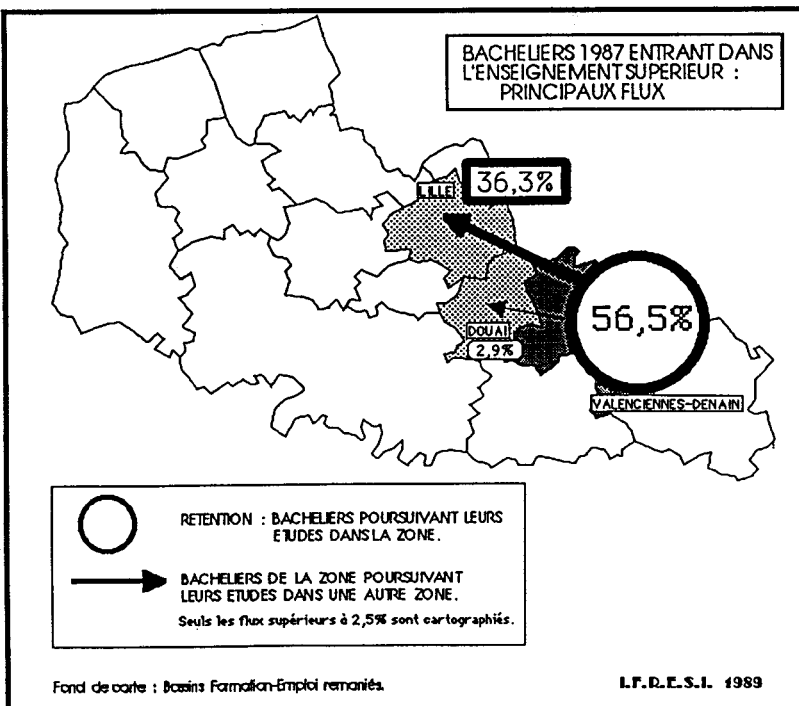 BACHELIERS 1987 ENTRANT DANS
L'ENSEIGNEMENT SUPERIEUR :
PRINCIPAUX FLUX
LILLE
36,3%
56,5%
DOUAI
2,9%
VALENCIENNES-DENAIN
RETENTION : BACHELIERS POURSUIVANT LEURS
ETUDES DANS LA ZONE.
BACHELIERS DE LA ZONE POURSUIVANT
LEURS ETUDES DANS UNE AUTRE ZONE.
Seuls les flux supérieurs à 2,5% sont cartographiés.
Fond de carte : Bassins Formation-Emploi remaniés.
I.F.R.E.S.I. 1989